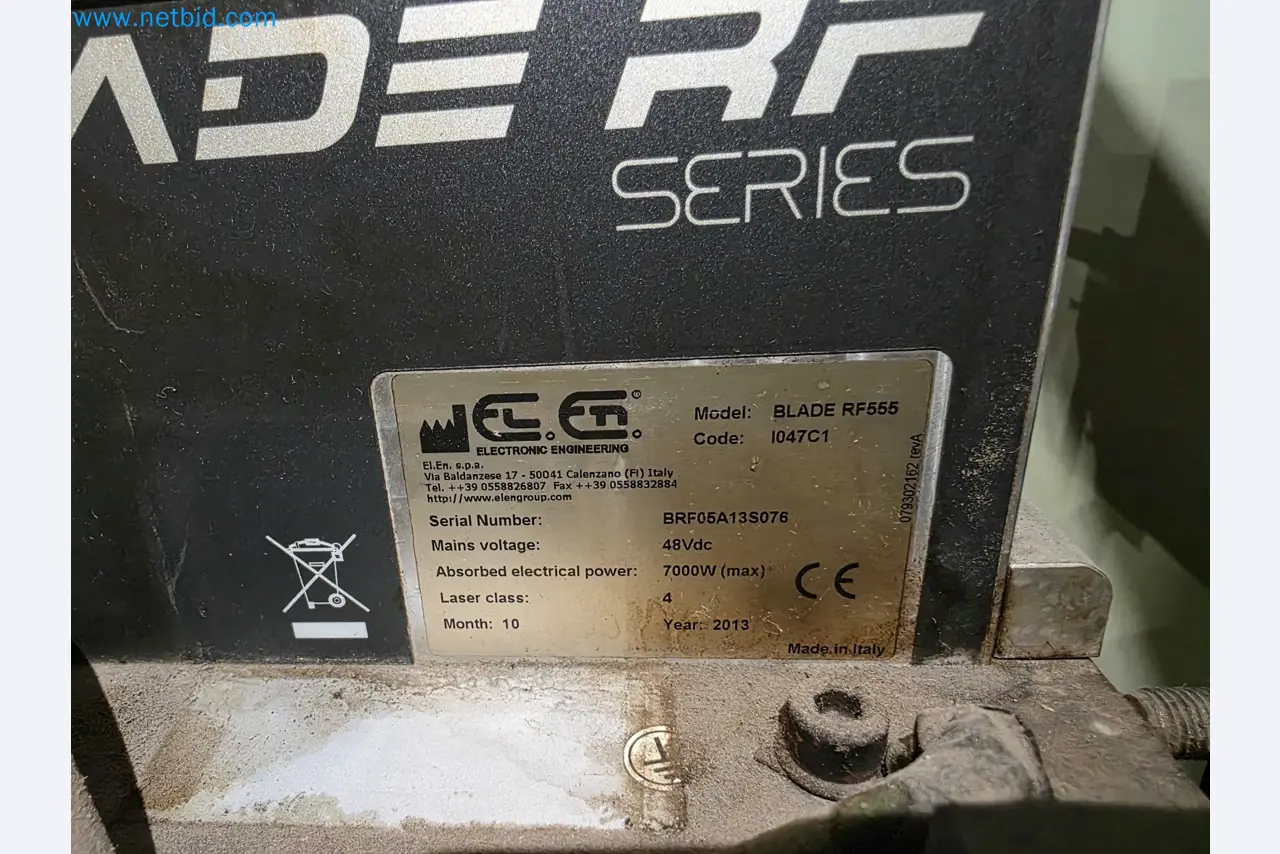 www.netbid.com
ADE RF
SERIES
EL.En.®
ELECTRONIC ENGINEERING
El.En. s.p.a.
Via Baldanzese 17 - 50041 Calenzano (FI) Italy
Tel. ++39 0558826807 Fax ++39 0558832884
http://www.elengroup.com
Model: BLADE RF555
Code: I047C1
079302162 revA
Serial Number: BRF05A13S076
Mains voltage: 48Vdc
Absorbed electrical power: 7000W (max)
Laser class: 4
Month: 10 Year: 2013
CE
Made in Italy